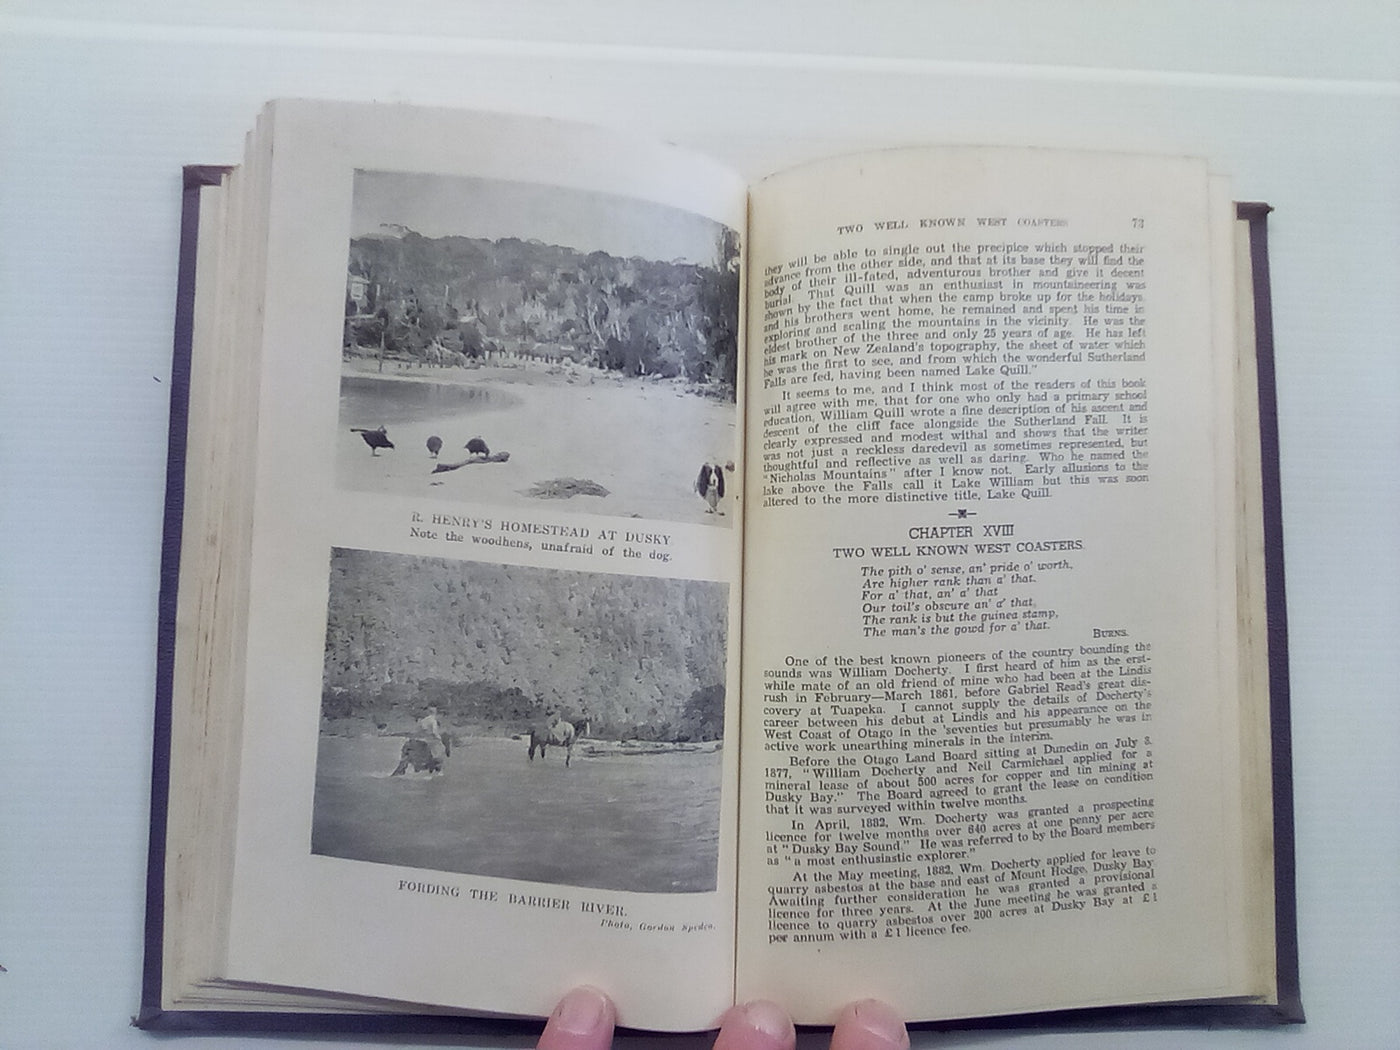 R. HENRY'S HOMESTEAD AT DUSKY.
Note the woodhens, unafraid of the dog.
FORDING THE BARRIER RIVER.
Photo, Gordon Speden.
TWO WELL KNOWN WEST COASTERS 73
they will be able to single out the precipice which stopped their
advance from the other side, and that at its base they will find the
body of their ill-fated, adventurous brother and give it decent
burial. That Quill was an enthusiast in mountaineering was
shown by the fact that when the camp broke up for the holidays,
and his brothers went home, he remained and spent his time in
exploring and scaling the mountains in the vicinity. He was the
eldest brother of the three and only 25 years of age. He has left
his mark on New Zealand's topography, the sheet of water which
he was the first to see, and from which the wonderful Sutherland
Falls are fed, having been named Lake Quill."
It seems to me, and I think most of the readers of this book
will agree with me, that for one who only had a primary school
education, William Quill wrote a fine description of his ascent and
descent of the cliff face alongside the Sutherland Fall. It is
clearly expressed and modest withal and shows that the writer
was not just a reckless daredevil as sometimes represented, but
thoughtful and reflective as well as daring. Who he named the
"Nicholas Mountains" after I know not. Early allusions to the
lake above the Falls call it Lake William but this was soon
altered to the more distinctive title, Lake Quill.
CHAPTER XVIII
TWO WELL KNOWN WEST COASTERS
The pith o' sense, an' pride o' worth,
Are higher rank than a' that.
For a' that, an' a' that
Our toil's obscure an' a' that,
The rank is but the guinea stamp,
The man's the gowd for a' that.
BURNS.
One of the best known pioneers of the country bounding the
sounds was William Docherty. I first heard of him as the erst-
while mate of an old friend of mine who had been at the Lindis
rush in February—March 1861, before Gabriel Read's great dis-
covery at Tuapeka. I cannot supply the details of Docherty's
career between his debut at Lindis and his appearance on the
West Coast of Otago in the 'seventies but presumably he was in
active work unearthing minerals in the interim.
Before the Otago Land Board sitting at Dunedin on July 8,
1877, "William Docherty and Neil Carmichael applied for a
mineral lease of about 500 acres for copper and tin mining at
Dusky Bay." The Board agreed to grant the lease on condition
that it was surveyed within twelve months.
In April, 1882, Wm. Docherty was granted a prospecting
licence for twelve months over 640 acres at one penny per acre
at "Dusky Bay Sound." He was referred to by the Board members
as "a most enthusiastic explorer."
At the May meeting, 1882, Wm. Docherty applied for leave to
quarry asbestos at the base and east of Mount Hodge, Dusky Bay.
Awaiting further consideration he was granted a provisional
licence for three years. At the June meeting he was granted a
licence to quarry asbestos over 200 acres at Dusky Bay at £1
per annum with a £1 licence fee.